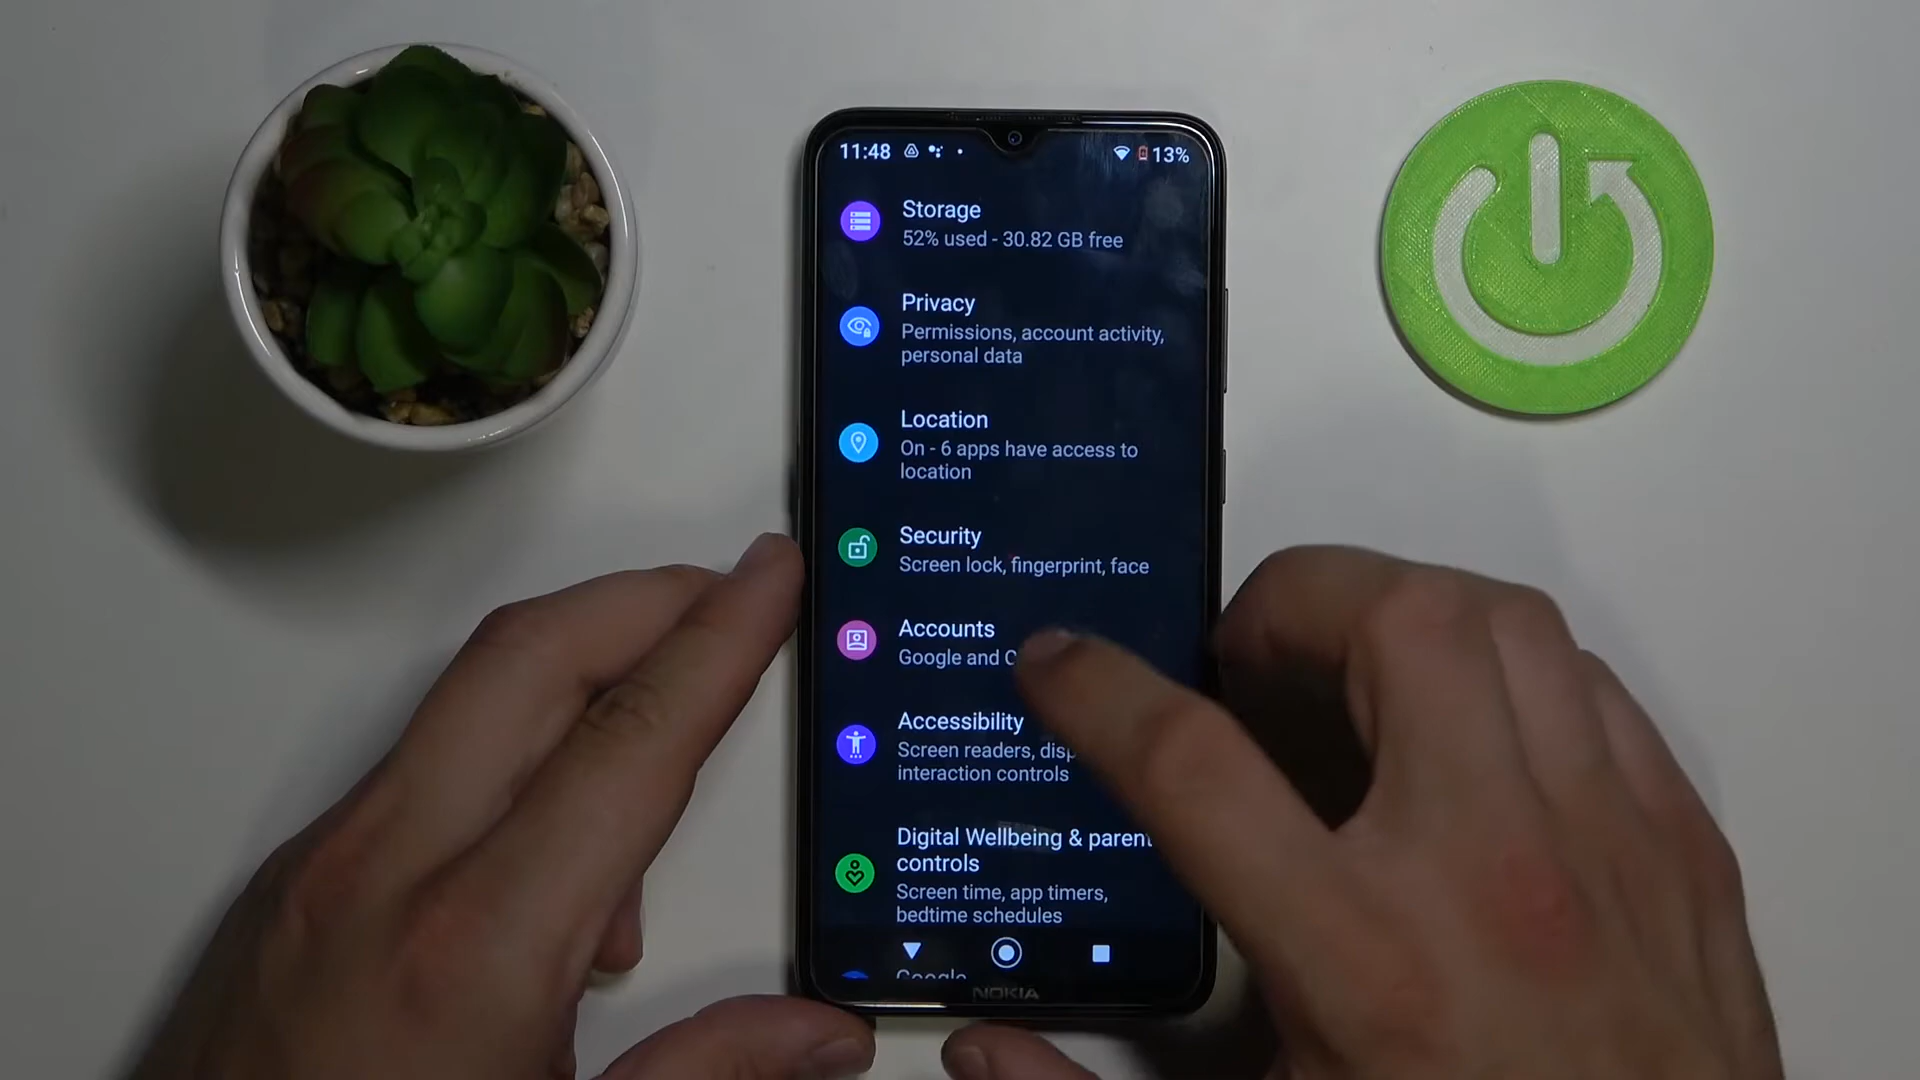 11:48
13%
Storage
52% used - 30.82 GB free
Privacy
Permissions, account activity,
personal data
Location
On - 6 apps have access to
location
Security
Screen lock, fingerprint, face
Accounts
Google and
Accessibility
Screen readers,
interaction controls
Digital Wellbeing &
controls
Screen time, app timers,
bedtime schedules
Google
NOKIA